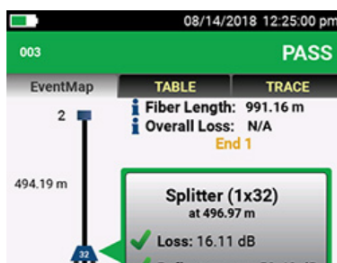 08/14/2018 12:25:00 pm
003
PASS
EventMap
TABLE
TRACE
2
Fiber Length: 991.16 m
Overall Loss: N/A
End 1
494.19 m
Splitter (1x32)
at 496.97 m
Loss: 16.11 dB
32